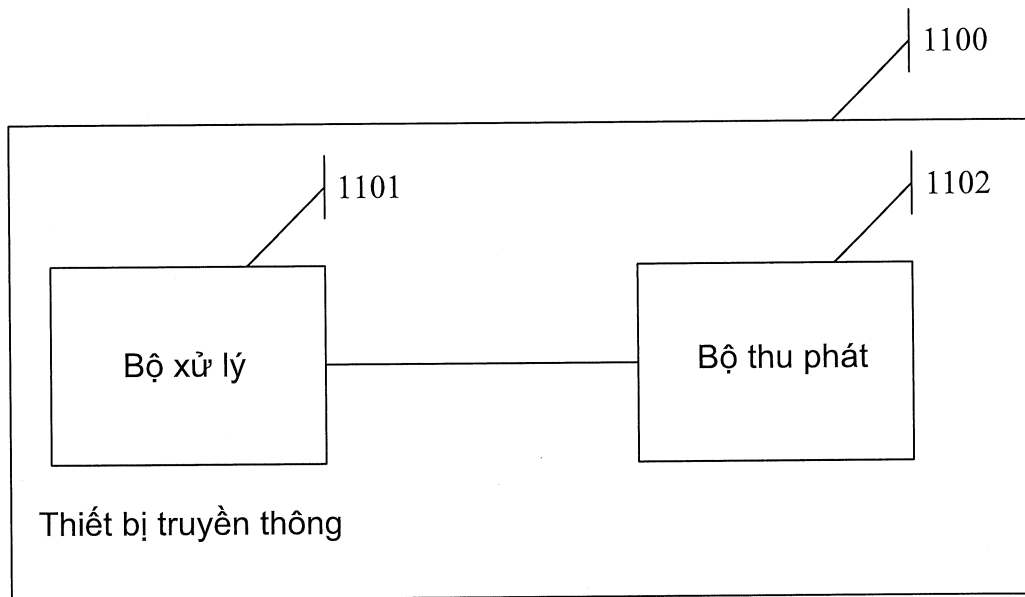 1100
1101
1102
Bộ xử lý
Bộ thu phát
Thiết bị truyền thông